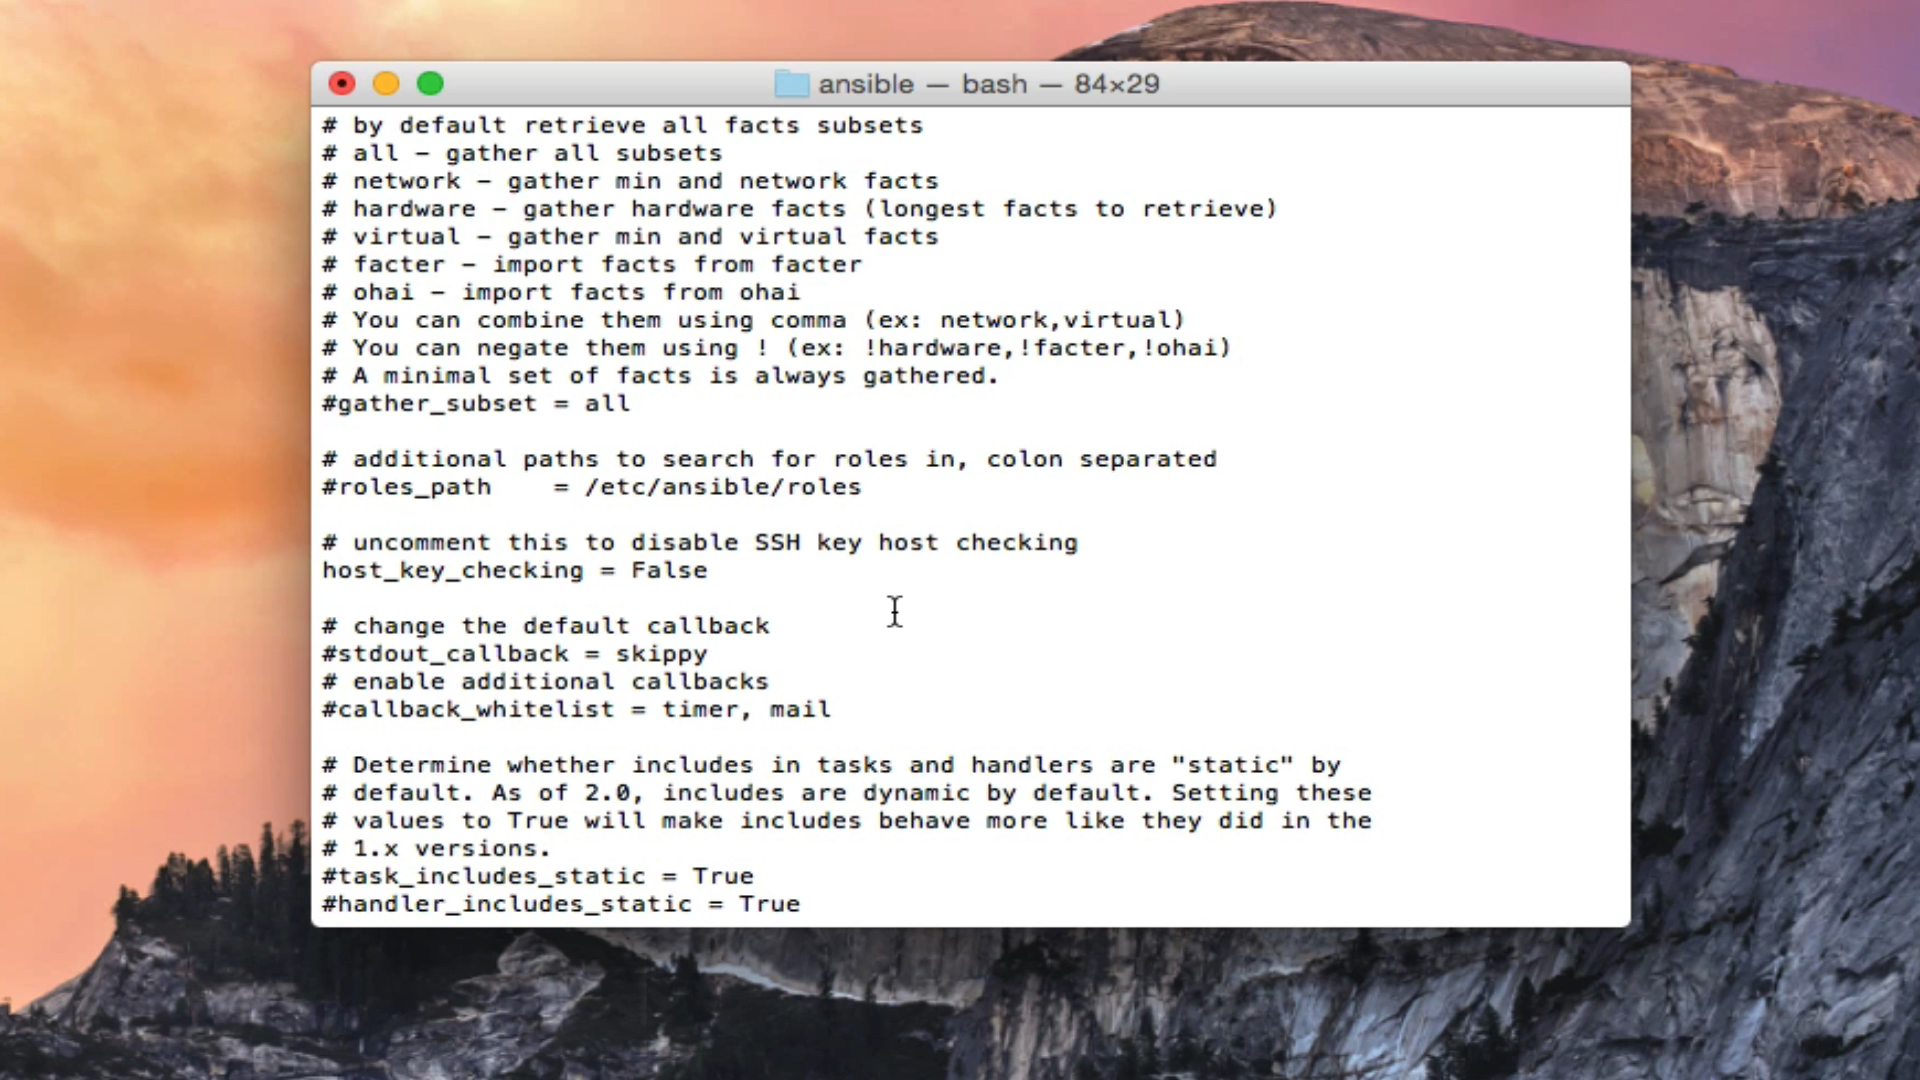 ansible — bash — 84×29
# by default retrieve all facts subsets
# all – gather all subsets
# network – gather min and network facts
# hardware – gather hardware facts (longest facts to retrieve)
# virtual – gather min and virtual facts
# facter – import facts from facter
# ohai – import facts from ohai
# You can combine them using comma (ex: network,virtual)
# You can negate them using ! (ex: !hardware,!facter,!ohai)
# A minimal set of facts is always gathered.
#gather_subset = all
# additional paths to search for roles in, colon separated
#roles_path    = /etc/ansible/roles
# uncomment this to disable SSH key host checking
host_key_checking = False
# change the default callback
#stdout_callback = skippy
# enable additional callbacks
#callback_whitelist = timer, mail
# Determine whether includes in tasks and handlers are "static" by
# default. As of 2.0, includes are dynamic by default. Setting these
# values to True will make includes behave more like they did in the
# 1.x versions.
#task_includes_static = True
#handler_includes_static = True